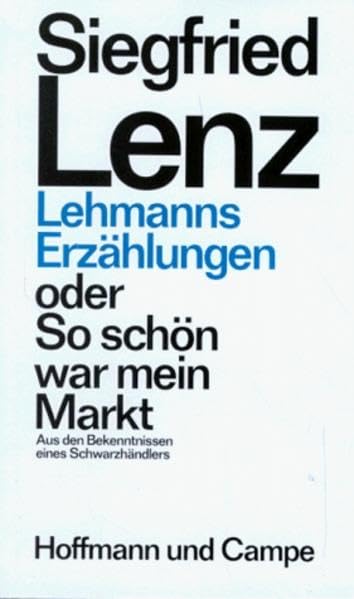 Siegfried
Lenz
Lehmanns
Erzählungen
oder
So schön
war mein
Markt
Aus den Bekenntnissen
eines Schwarzhändlers
Hoffmann und Campe